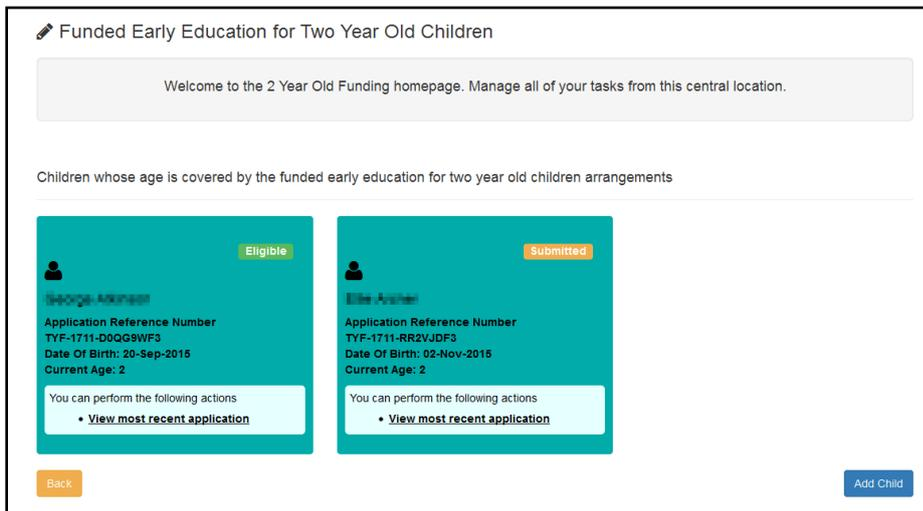 Funded Early Education for Two Year Old Children
Welcome to the 2 Year Old Funding homepage. Manage all of your tasks from this central location.
Children whose age is covered by the funded early education for two year old children arrangements
Eligible
Application Reference Number
TYF-1711-D0QG9WF3
Date Of Birth: 20-Sep-2015
Current Age: 2
You can perform the following actions
• View most recent application
Submitted
Application Reference Number
TYF-1711-RR2VJDF3
Date Of Birth: 02-Nov-2015
Current Age: 2
You can perform the following actions
• View most recent application
Back
Add Child